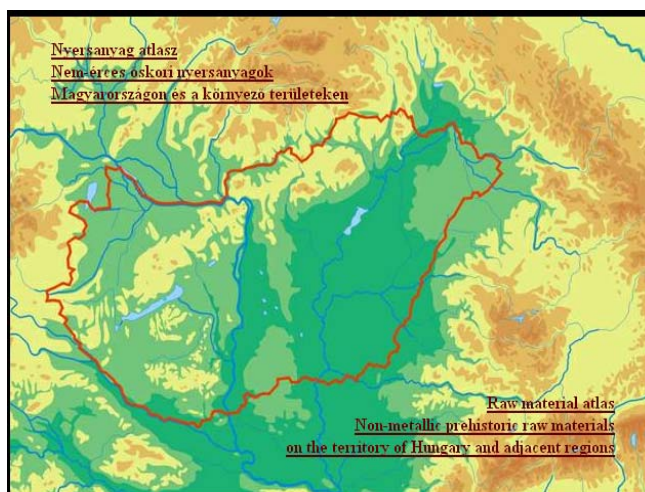 Nyersanyag atlasz
Nem-érces őskori nyersanyagok
Magyarországon és a környező területeken
Raw material atlas
Non-metallic prehistoric raw materials
on the territory of Hungary and adjacent regions